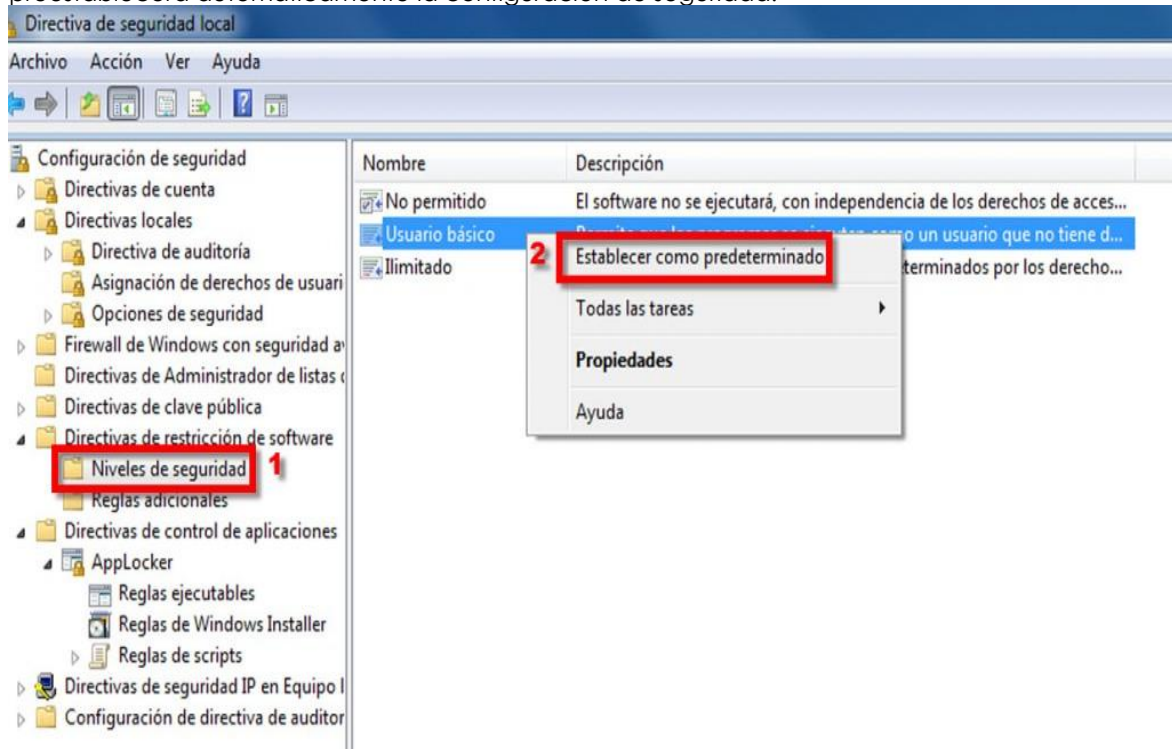 Directiva de seguridad local
Archivo Acción Ver Ayuda
Configuración de seguridad
Directivas de cuenta
Directivas locales
Directiva de auditoría
Asignación de derechos de usuari
Opciones de seguridad
Firewall de Windows con seguridad a
Directivas de Administrador de listas
Directivas de clave pública
Directivas de restricción de software
Niveles de seguridad 1
Reglas adicionales
Directivas de control de aplicaciones
AppLocker
Reglas ejecutables
Reglas de Windows Installer
Reglas de scripts
Directivas de seguridad IP en Equipo l
Configuración de directiva de auditor
Nombre Descripción
No permitido El software no se ejecutará, con independencia de los derechos de acces...
Usuario básico un usuario que no tiene d...
Ilimitado terminados por los derecho...
2 Establecer como predeterminado
Todas las tareas
Propiedades
Ayuda